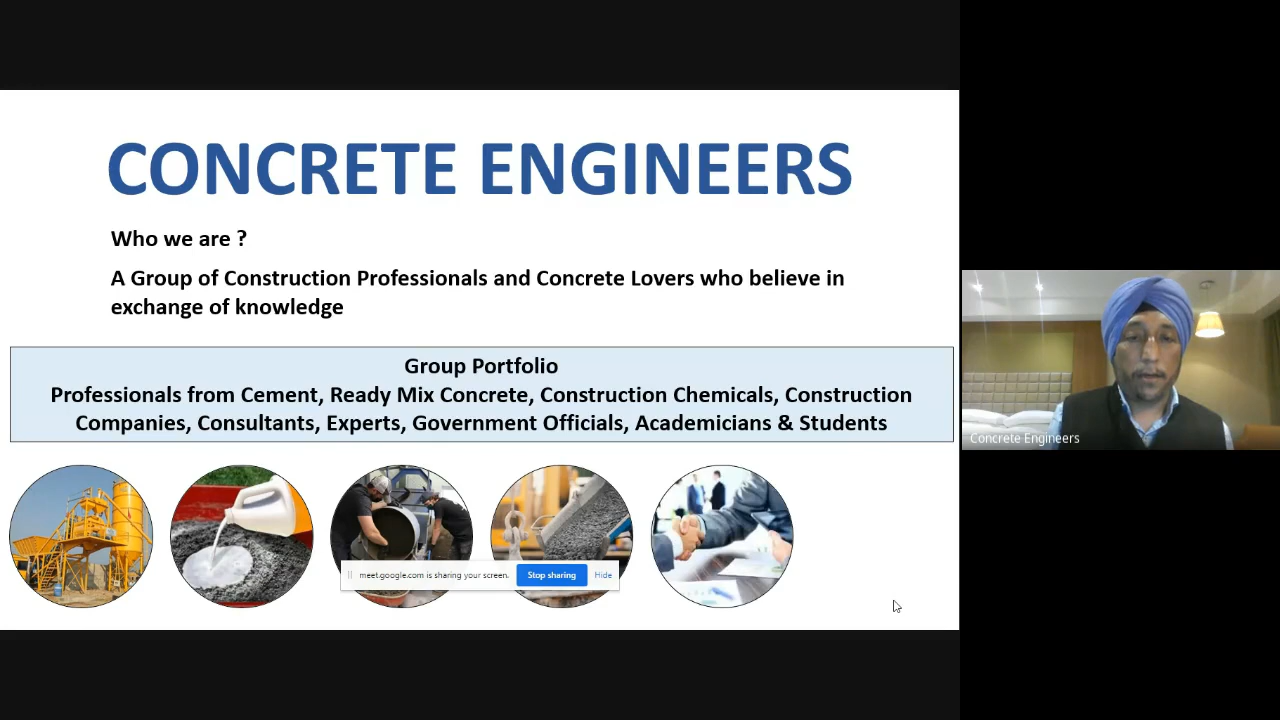 CONCRETE ENGINEERS
Who we are ?
A Group of Construction Professionals and Concrete Lovers who believe in
exchange of knowledge
Group Portfolio
Professionals from Cement, Ready Mix Concrete, Construction Chemicals, Construction
Companies, Consultants, Experts, Government Officials, Academicians & Students
meet.google.com is sharing your screen.
Stop sharing
Hide
Concrete Engineers